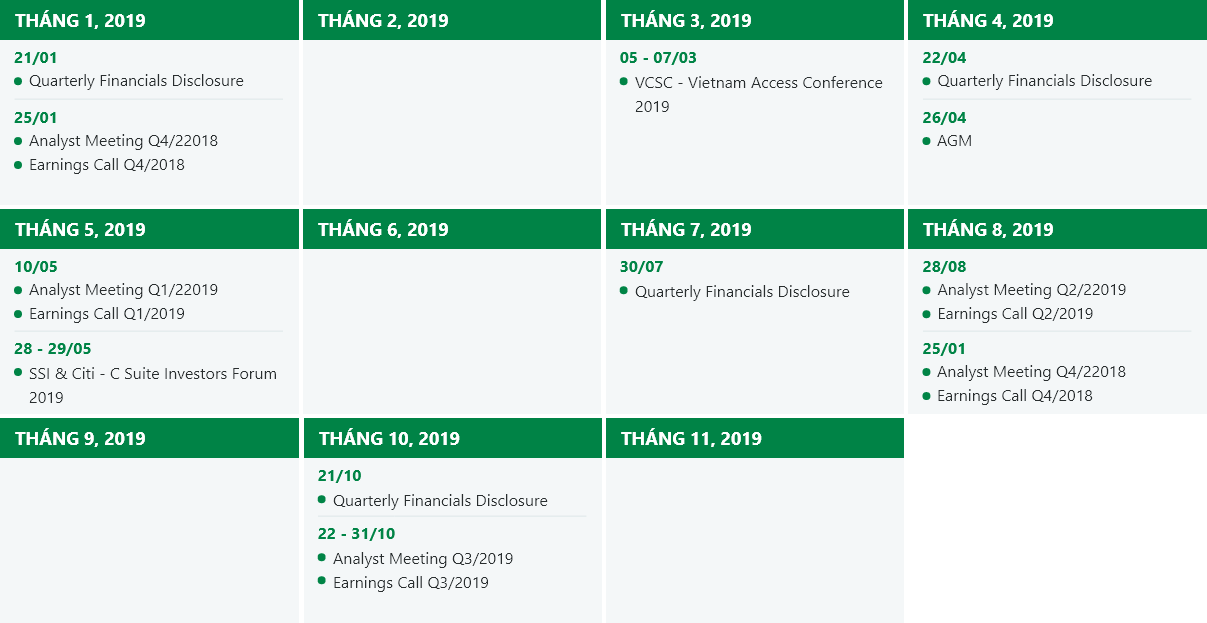 THÁNG 1, 2019
21/01
Quarterly Financials Disclosure
25/01
Analyst Meeting Q4/22018
Earnings Call Q4/2018
THÁNG 2, 2019
THÁNG 3, 2019
05 - 07/03
VCSC - Vietnam Access Conference
2019
THÁNG 4, 2019
22/04
Quarterly Financials Disclosure
26/04
AGM
THÁNG 5, 2019
10/05
Analyst Meeting Q1/22019
Earnings Call Q1/2019
28 - 29/05
SSI & Citi - C Suite Investors Forum
2019
THÁNG 6, 2019
THÁNG 7, 2019
30/07
Quarterly Financials Disclosure
THÁNG 8, 2019
28/08
Analyst Meeting Q2/22019
Earnings Call Q2/2019
25/01
Analyst Meeting Q4/22018
Earnings Call Q4/2018
THÁNG 9, 2019
THÁNG 10, 2019
21/10
Quarterly Financials Disclosure
22 - 31/10
Analyst Meeting Q3/2019
Earnings Call Q3/2019
THÁNG 11, 2019